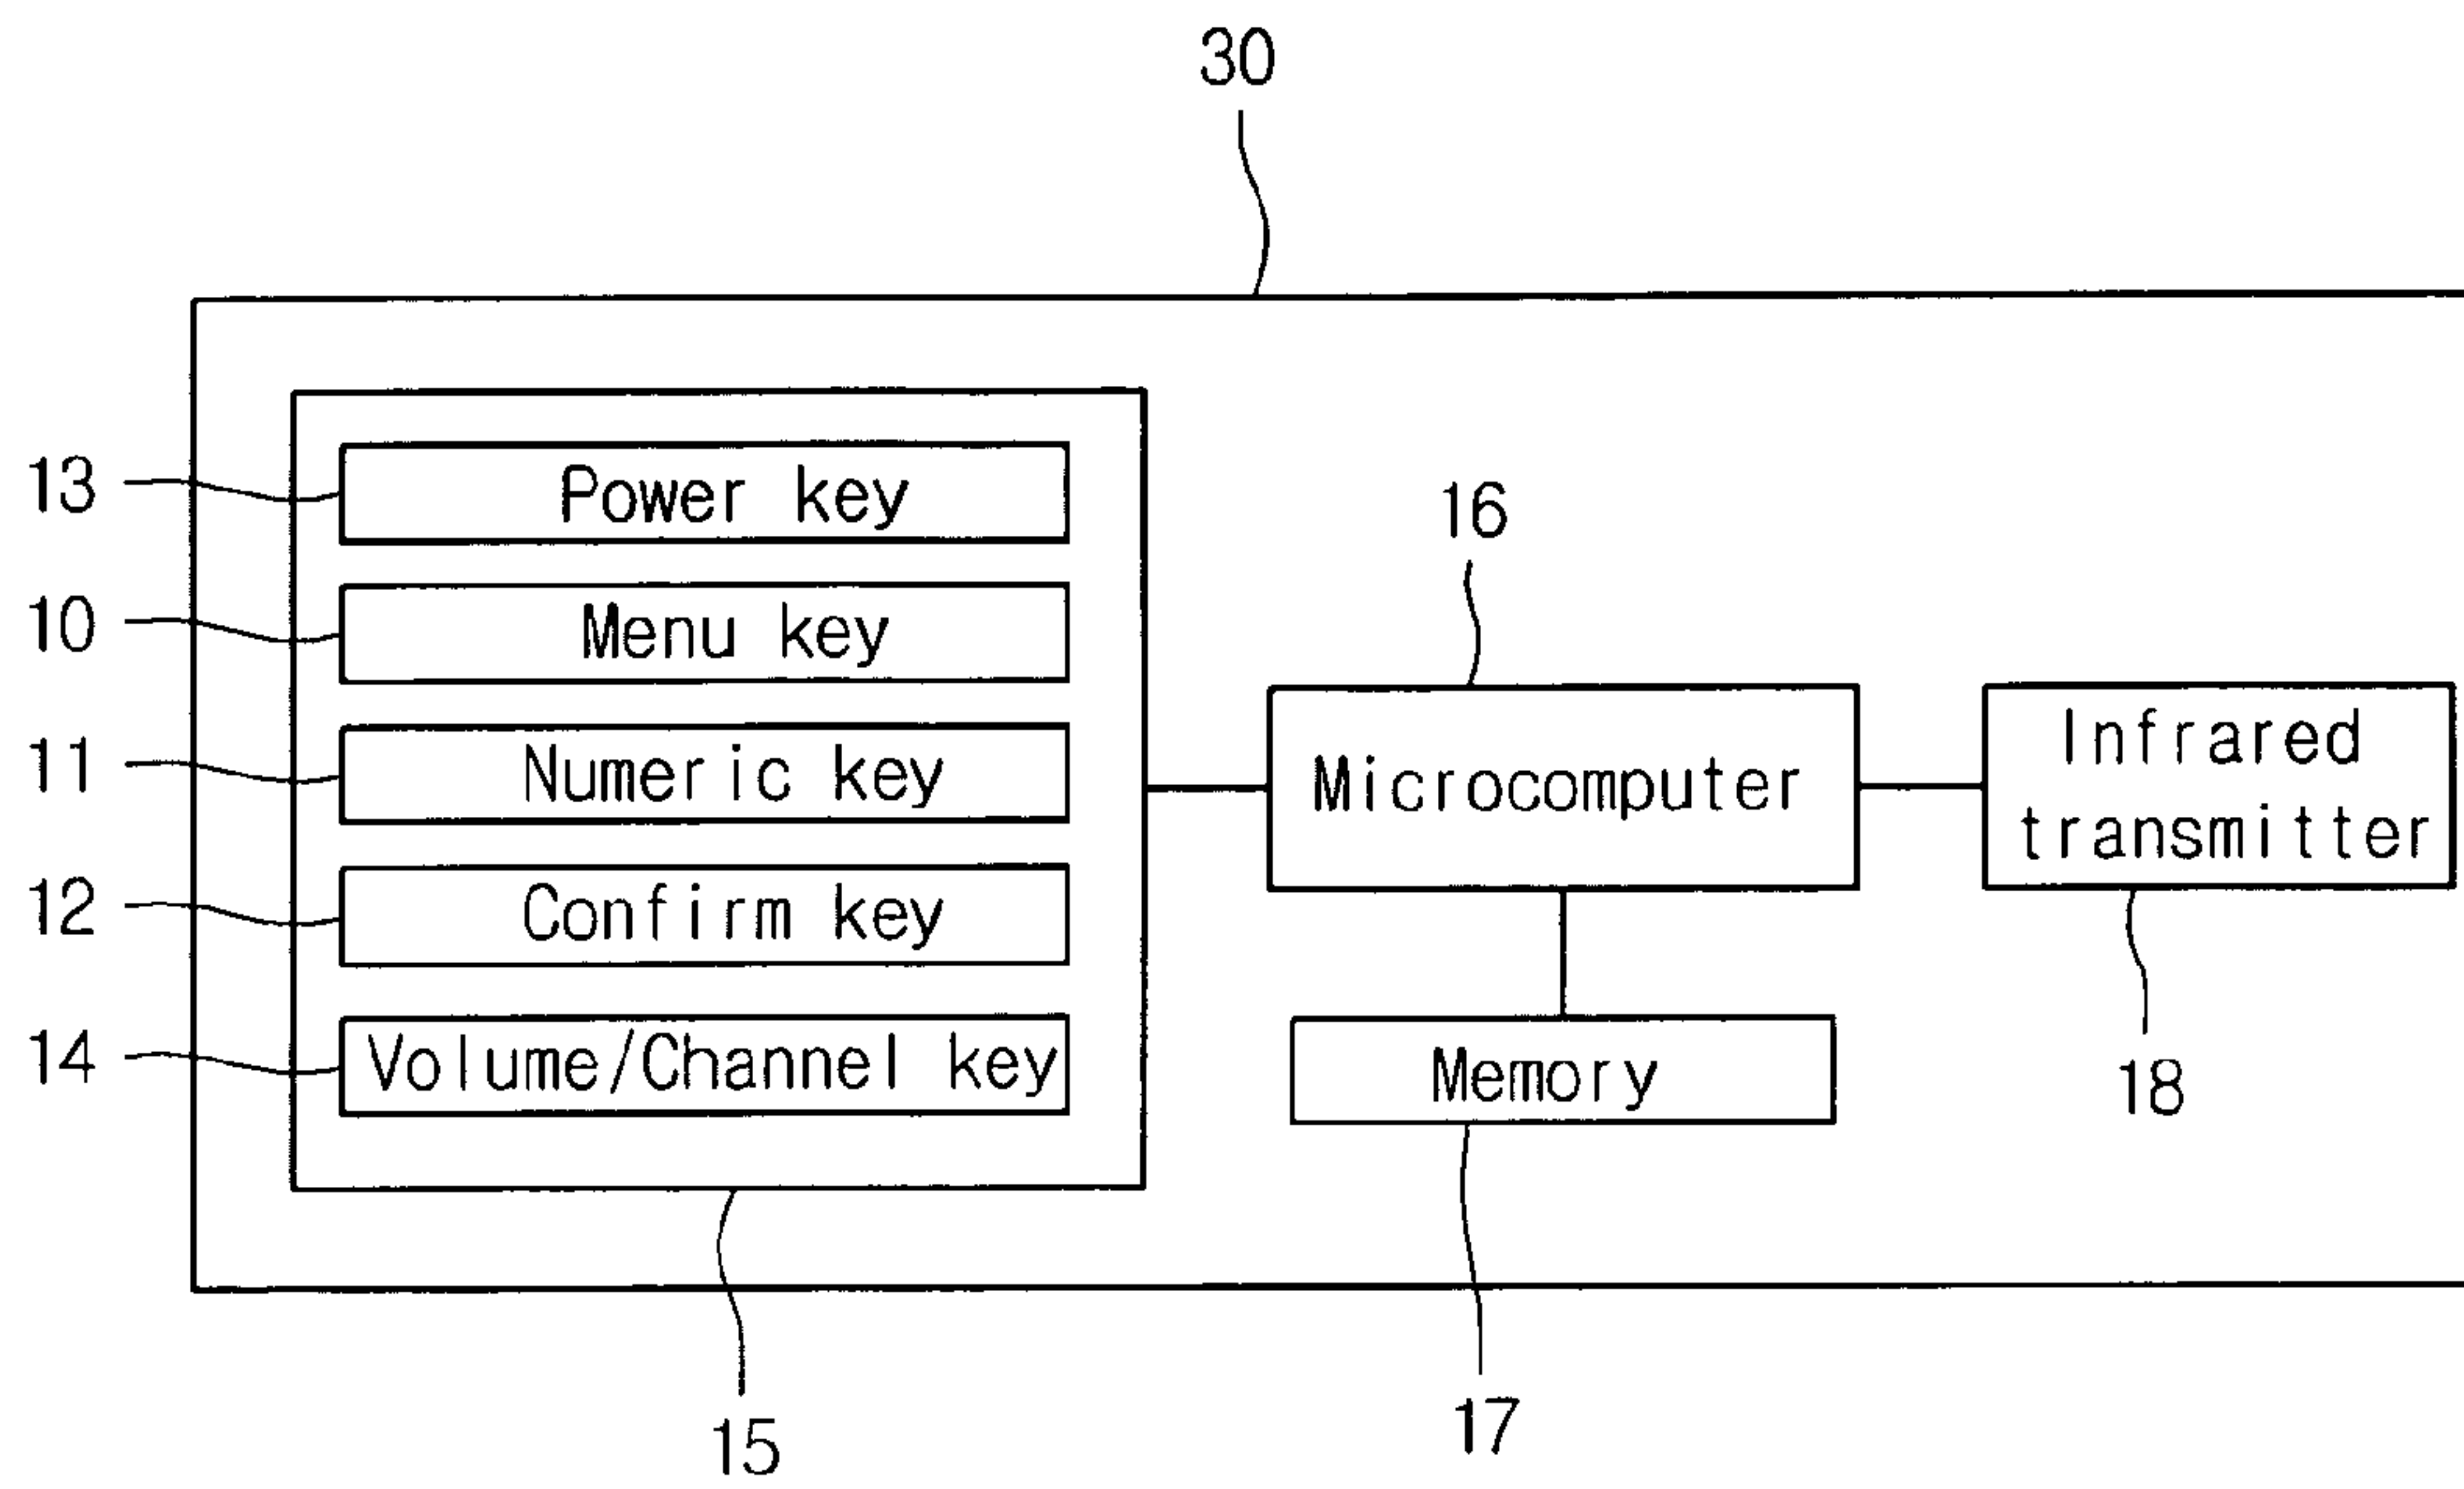 30
13
Power key
10
Menu key
11
Numeric key
12
Confirm key
14
Volume/Channel key
15
16
Microcomputer
Memory
17
Infrared
transmitter
18